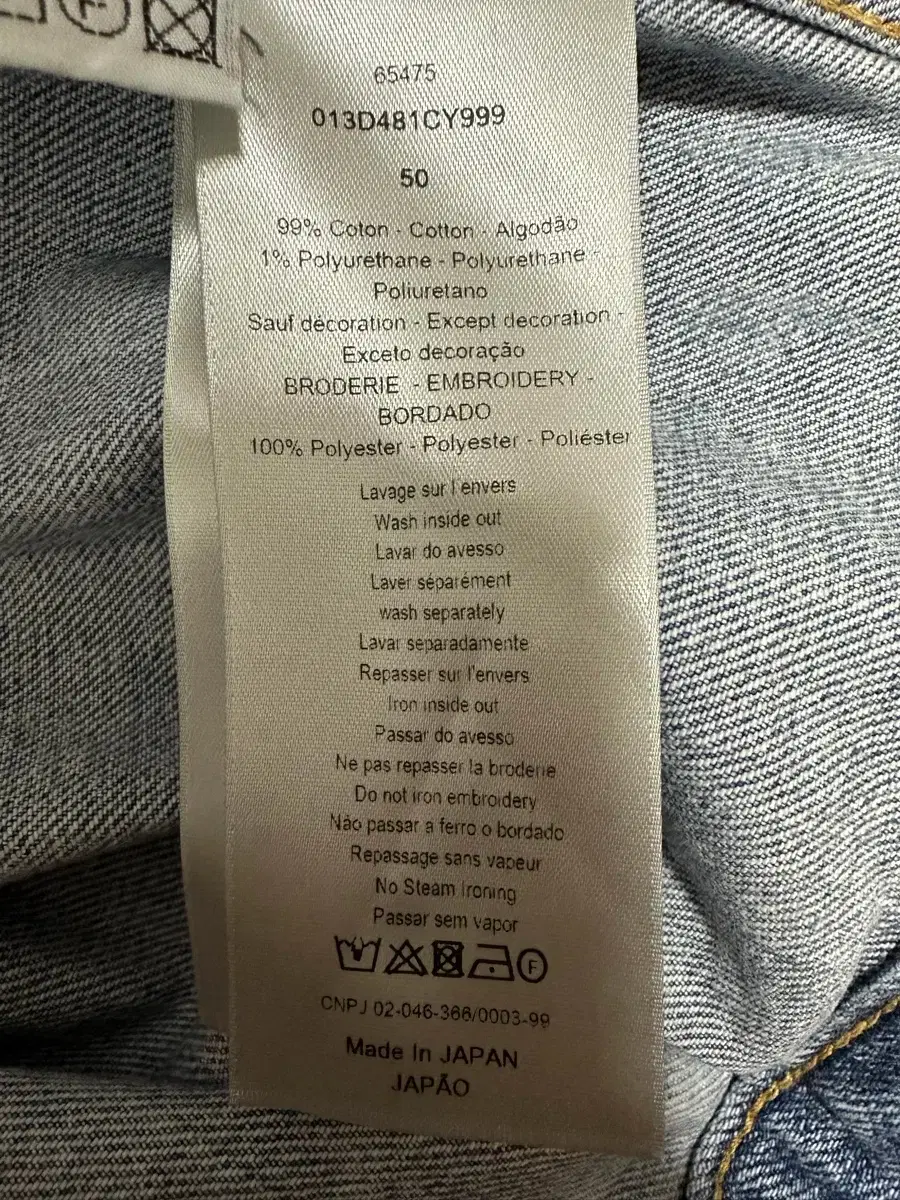 65475
013D481CY999
50
99% Coton - Cotton - Algodão
1% Polyuréthane - Polyurethane -
Poliuretano
Sauf décoration - Except decoration -
Exceto decoração
BRODERIE - EMBROIDERY -
BORDADO
100% Polyester - Polyester - Poliéster
Lavage sur l'envers
Wash inside out
Lavar do avesso
Laver séparément
wash separately
Lavar separadamente
Repasser sur l'envers
Iron inside out
Passar do avesso
Ne pas repasser la broderie
Do not iron embroidery
Não passar a ferro o bordado
Repassage sans vapeur
No Steam Ironing
Passar sem vapor
F
CNPJ 02-046-366/0003-99
Made In JAPAN
JAPÃO